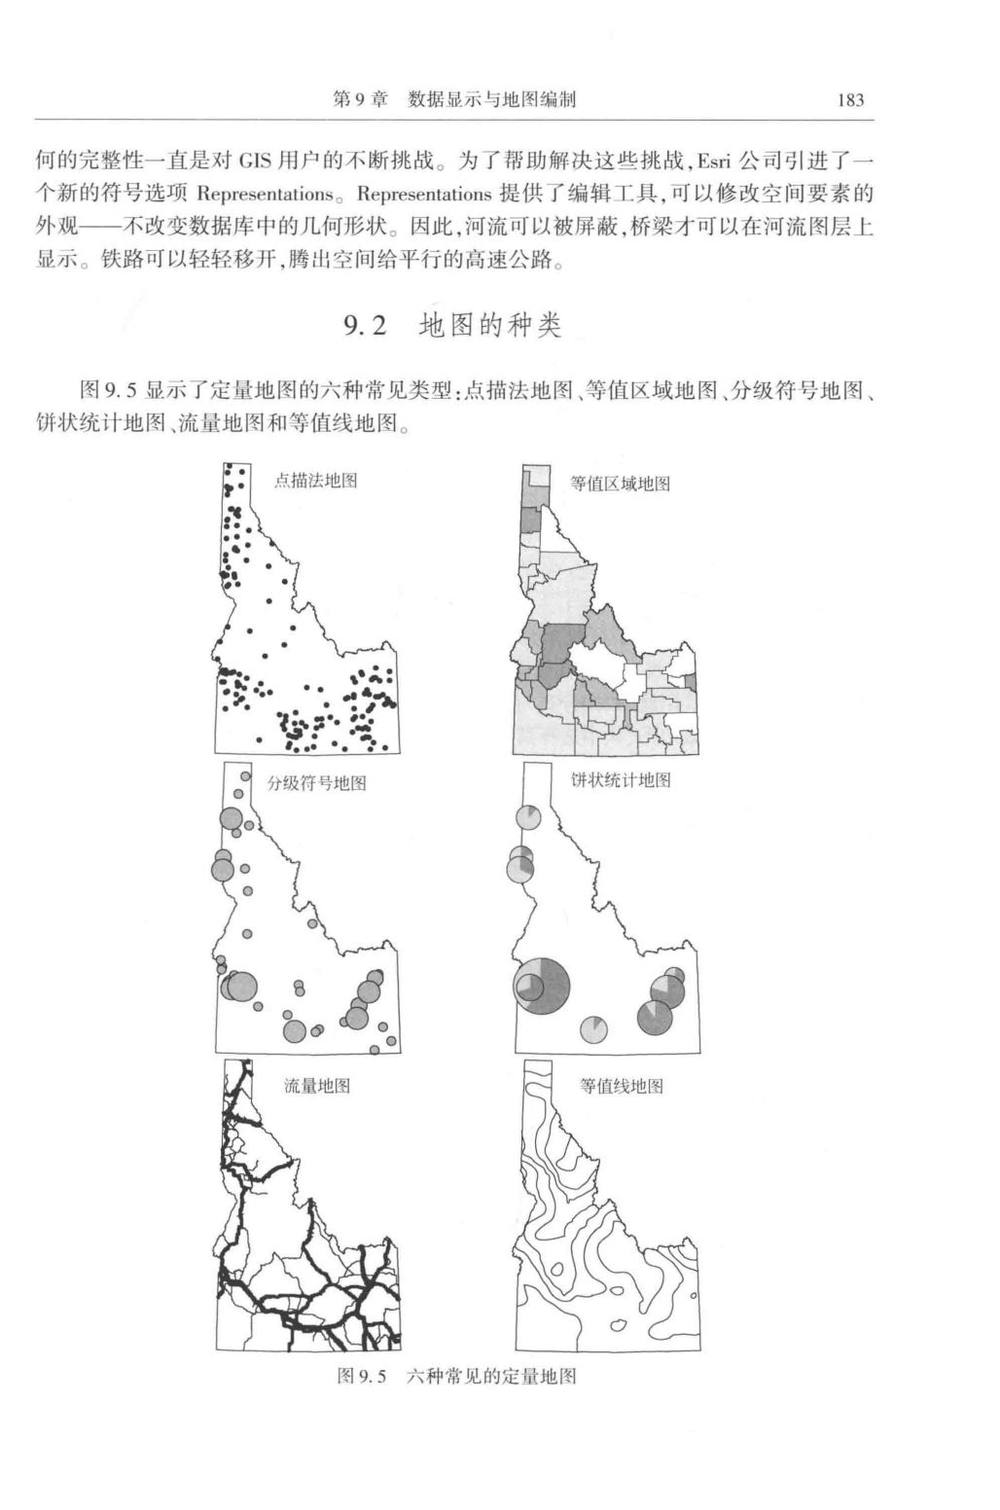 第9章 数据显示与地图编制 183
何的完整性一直是对 GIS 用户的不断挑战。为了帮助解决这些挑战,Esri 公司引进了一
个新的符号选项 Representations。Representations 提供了编辑工具,可以修改空间要素的
外观——不改变数据库中的几何形状。因此,河流可以被屏蔽,桥梁才可以在河流图层上
显示。铁路可以轻轻移开,腾出空间给平行的高速公路。
9.2 地图的种类
图9.5 显示了定量地图的六种常见类型:点描法地图、等值区域地图、分级符号地图、
饼状统计地图、流量地图和等值线地图。
点描法地图
等值区域地图
分级符号地图
饼状统计地图
流量地图
等值线地图
图9.5 六种常见的定量地图